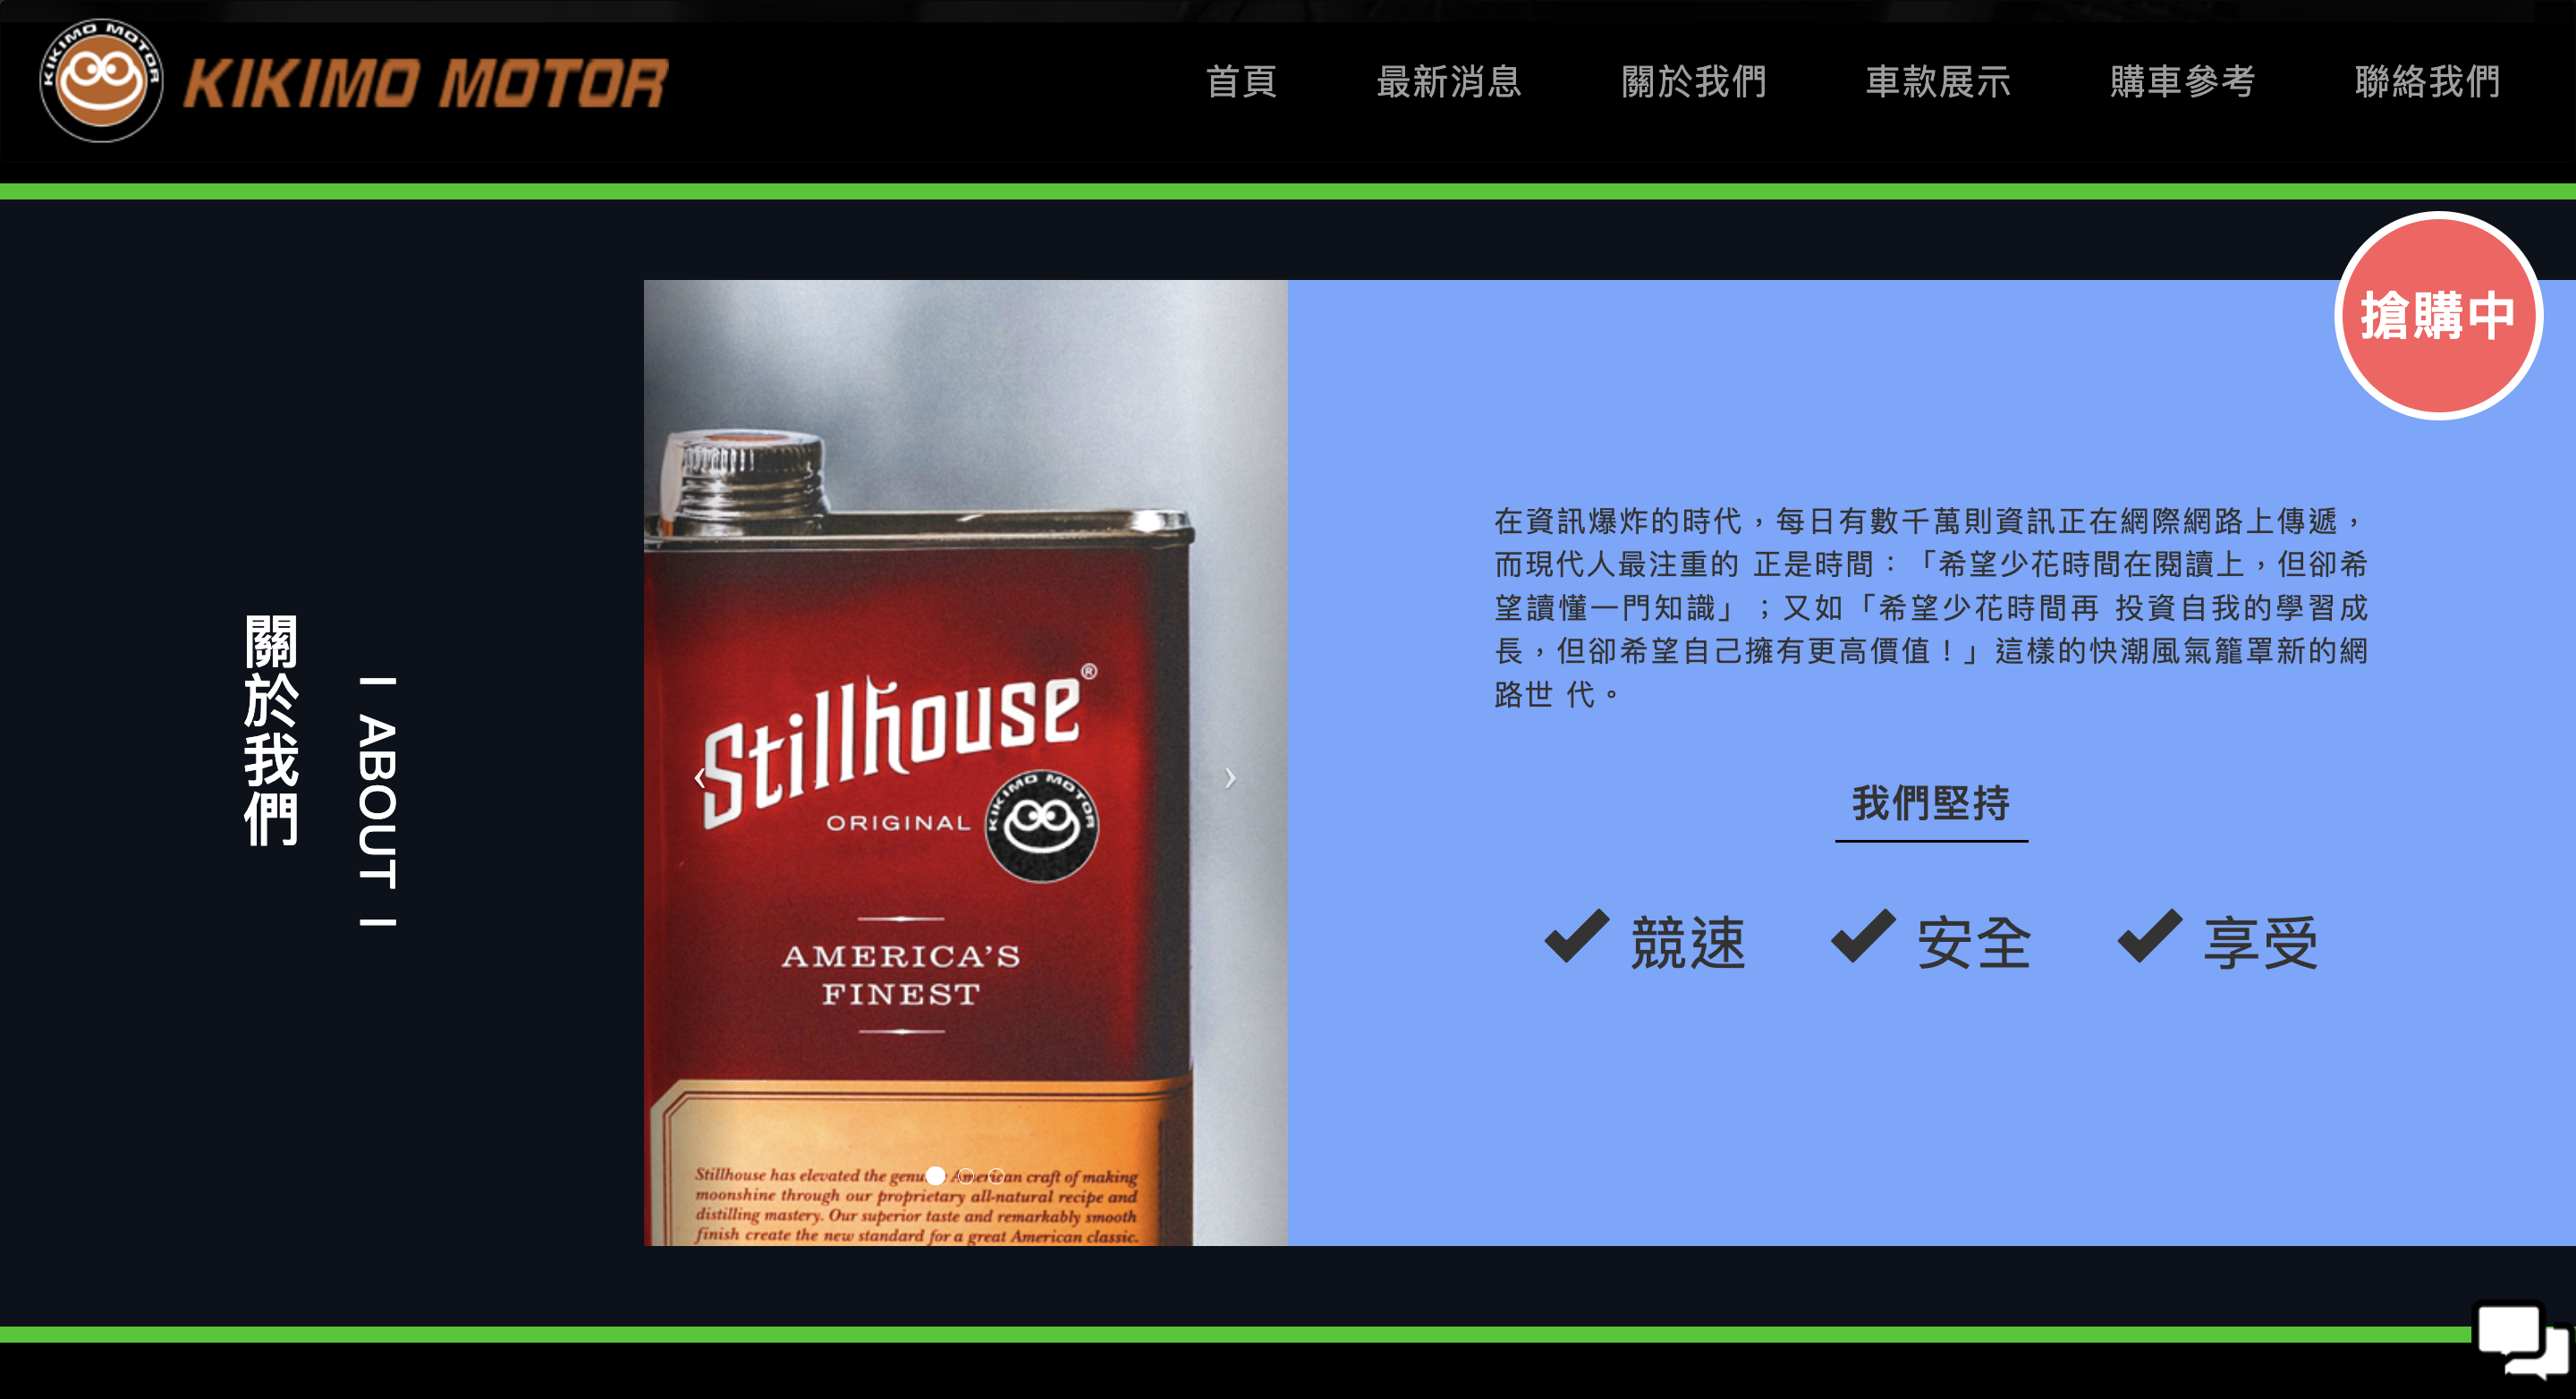 KIKIMO MOTOR
KIKIMO MOTOR
首頁
最新消息
關於我們
車款展示
購車參考
聯絡我們
搶購中
關於我們
— ABOUT —
Stillhouse®
ORIGINAL
KIKIMO MOTOR
AMERICA'S
FINEST
Stillhouse has elevated the genuine American craft of making
moonshine through our proprietary all-natural recipe and
distilling mastery. Our superior taste and remarkably smooth
finish create the new standard for a great American classic.
在資訊爆炸的時代，每日有數千萬則資訊正在網際網路上傳遞，
而現代人最注重的 正是時間：「希望少花時間在閱讀上，但卻希
望讀懂一門知識」；又如「希望少花時間再 投資自我的學習成
長，但卻希望自己擁有更高價值！」這樣的快潮風氣籠罩新的網
路世 代。
我們堅持
競速
安全
享受